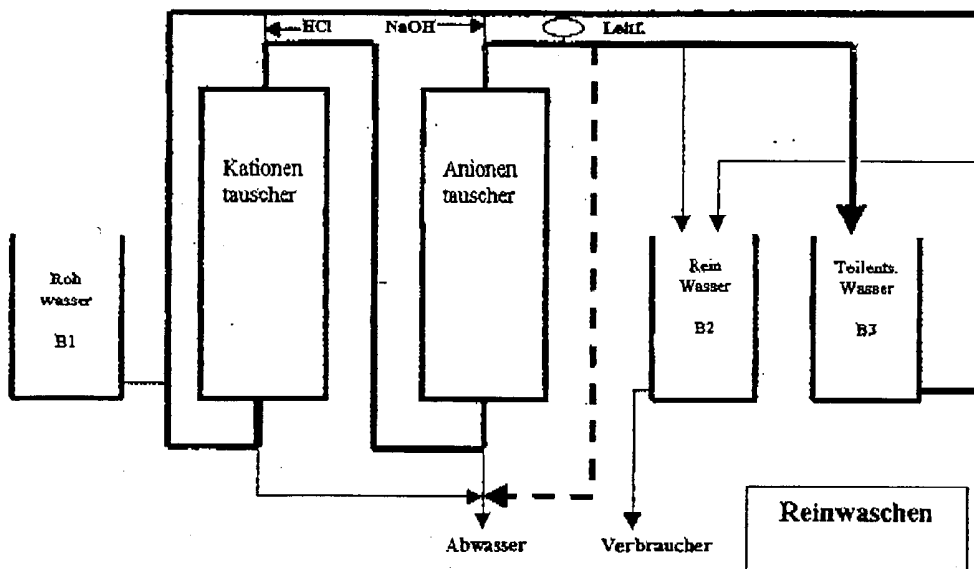 HCl
NaOH
Leitf.
Kationen
tauscher
Anionen
tauscher
Roh
wasser
B1
Rein
Wasser
B2
Teilents.
Wasser
B3
Abwasser
Verbraucher
Reinwaschen